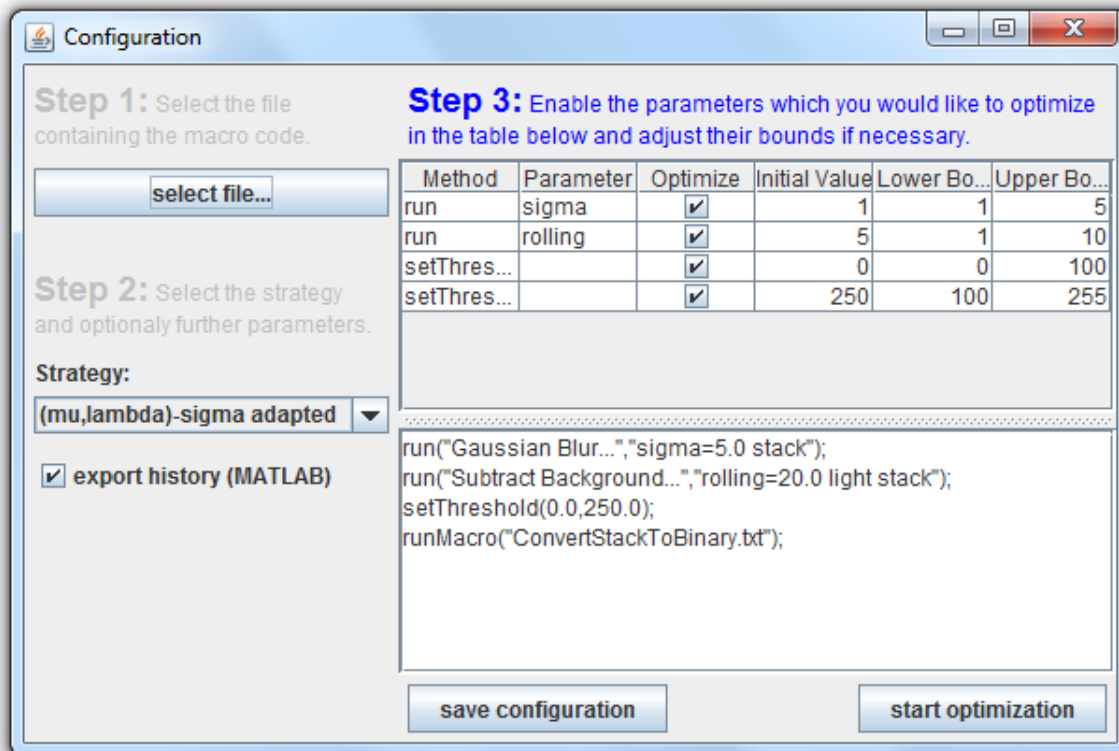 Configuration
Step 1: Select the file
containing the macro code.
select file...
Step 2: Select the strategy
and optionaly further parameters.
Strategy:
(mu,lambda)-sigma adapted
export history (MATLAB)
Step 3: Enable the parameters which you would like to optimize
in the table below and adjust their bounds if necessary.
Method Parameter Optimize Initial Value Lower Bo... Upper Bo...
run sigma 1 1 5
run rolling 5 1 10
setThres... 0 0 100
setThres... 250 100 255
run("Gaussian Blur...","sigma=5.0 stack");
run("Subtract Background...","rolling=20.0 light stack");
setThreshold(0.0,250.0);
runMacro("ConvertStackToBinary.txt");
save configuration
start optimization